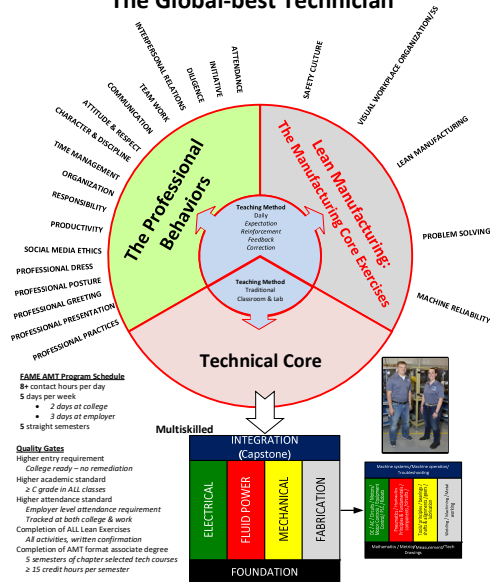 The Global-best Technician
INTERPERSONAL RELATIONS
DILIGENCE
INITIATIVE
ATTENDANCE
SAFETY CULTURE
VISUAL WORKPLACE ORGANIZATION/5S
TEAM WORK
COMMUNICATION
ATTITUDE & RESPECT
CHARACTER & DISCIPLINE
TIME MANAGEMENT
ORGANIZATION
RESPONSIBILITY
PRODUCTIVITY
SOCIAL MEDIA ETHICS
PROFESSIONAL DRESS
PROFESSIONAL POSTURE
PROFESSIONAL GREETING
PROFESSIONAL PRESENTATION
PROFESSIONAL PRACTICES
LEAN MANUFACTURING
PROBLEM SOLVING
MACHINE RELIABILITY
The Professional
Behaviors
Lean Manufacturing:
The Manufacturing Core Exercises
Teaching Method
Daily
Expectation
Reinforcement
Feedback
Correction
Teaching Method
Traditional
Classroom & Lab
Technical Core
FAME AMT Program Schedule
8+ contact hours per day
5 days per week
• 2 days at college
• 3 days at employer
5 straight semesters
Quality Gates
Higher entry requirement
College ready – no remediation
Higher academic standard
≥ C grade in ALL classes
Higher attendance standard
Employer level attendance requirement
Tracked at both college & work
Completion of ALL Lean Exercises
All activities, written confirmation
Completion of AMT format associate degree
5 semesters of chapter selected tech courses
≥ 15 credit hours per semester
Multiskilled
INTEGRATION
(Capstone)
ELECTRICAL
FLUID POWER
MECHANICAL
FABRICATION
FOUNDATION
Machine systems/Machine operation/
Troubleshooting